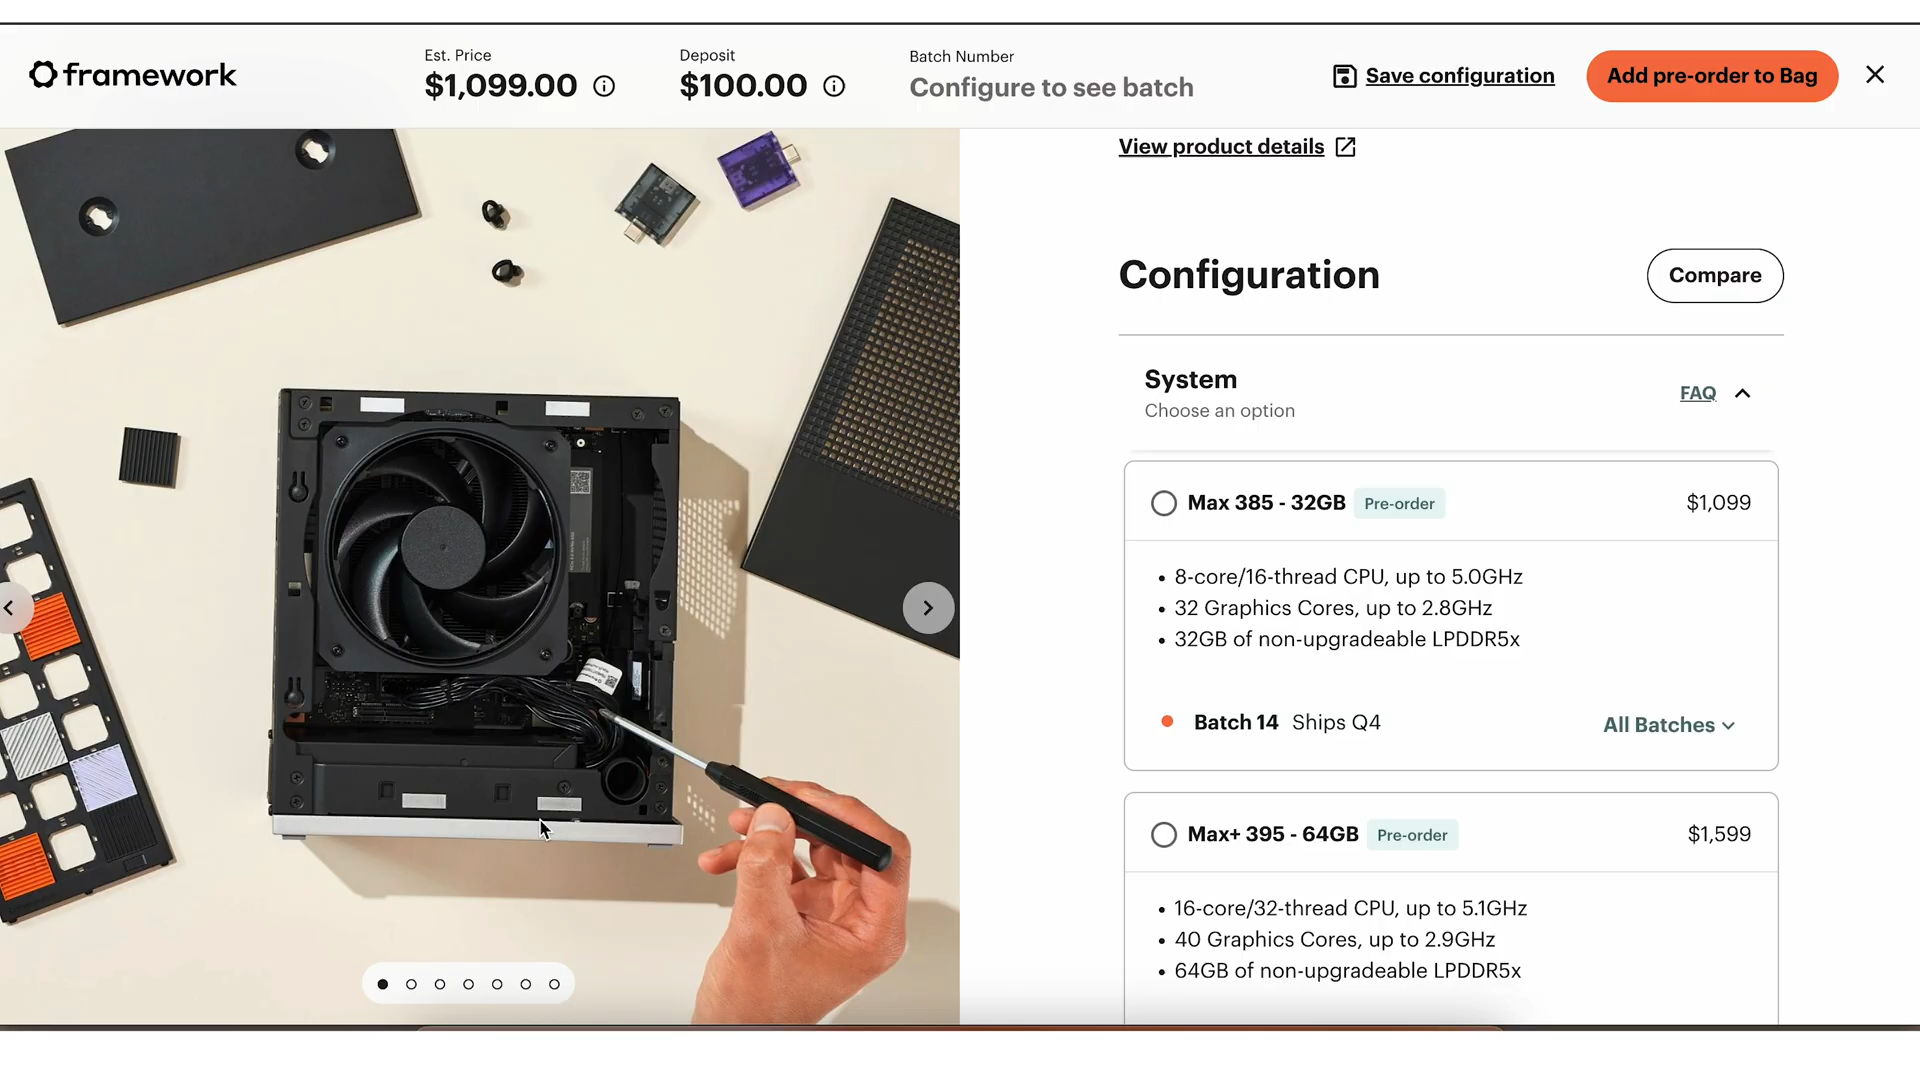 framework
Est. Price
$1,099.00
Deposit
$100.00
Batch Number
Configure to see batch
Save configuration
Add pre-order to Bag
View product details
Configuration
Compare
System
Choose an option
FAQ
Max 385 - 32GB
Pre-order
$1,099
• 8-core/16-thread CPU, up to 5.0GHz
• 32 Graphics Cores, up to 2.8GHz
• 32GB of non-upgradeable LPDDR5x
Batch 14 Ships Q4
All Batches
Max+ 395 - 64GB
Pre-order
$1,599
• 16-core/32-thread CPU, up to 5.1GHz
• 40 Graphics Cores, up to 2.9GHz
• 64GB of non-upgradeable LPDDR5x